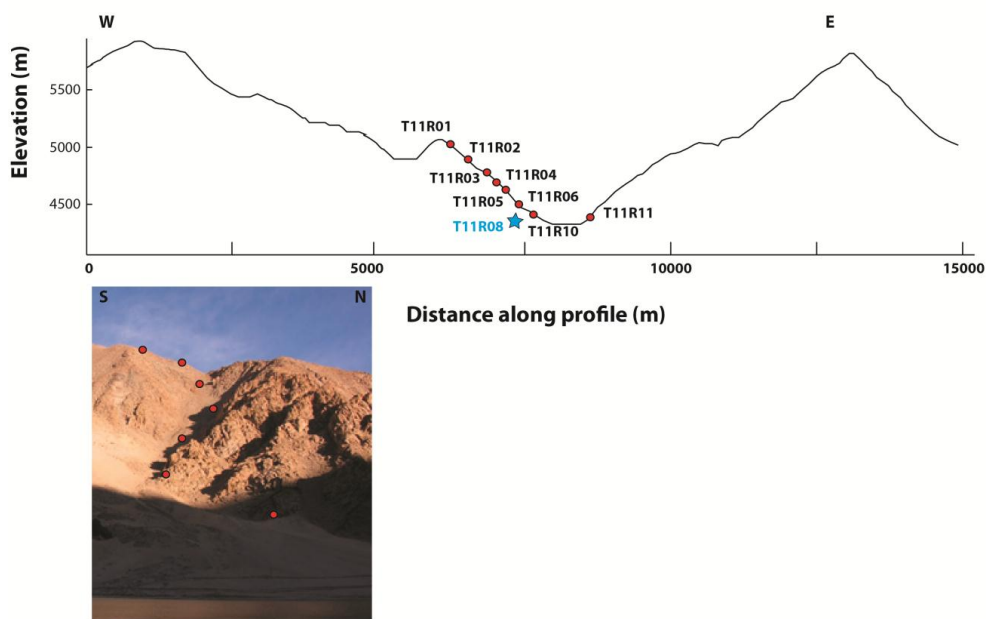 W E
Elevation (m)
5500
5000
4500
T11R01
T11R02
T11R03 T11R04
T11R05 T11R06
T11R08 T11R10
T11R11
0 5000 10000 15000
Distance along profile (m)
S N